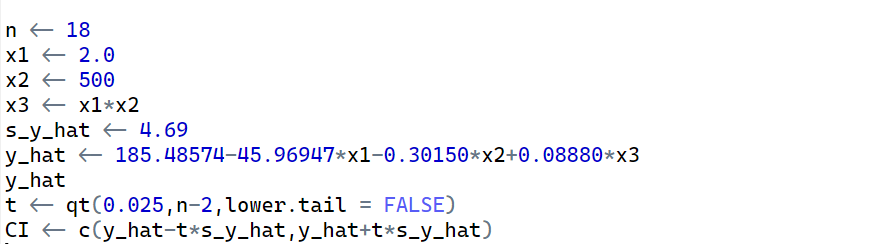 n ← 18
x1 ← 2.0
x2 ← 500
x3 ← x1*x2
s_y_hat ← 4.69
y_hat ← 185.48574-45.96947*x1-0.30150*x2+0.08880*x3
y_hat
t ← qt(0.025,n-2,lower.tail = FALSE)
CI ← c(y_hat-t*s_y_hat,y_hat+t*s_y_hat)